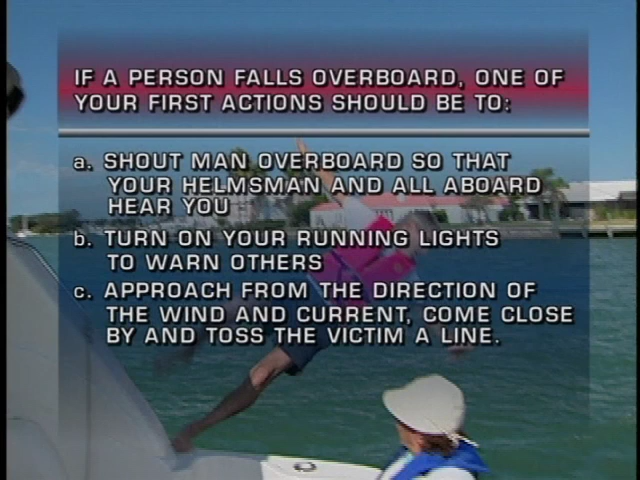 IF A PERSON FALLS OVERBOARD, ONE OF
YOUR FIRST ACTIONS SHOULD BE TO:
a. SHOUT MAN OVERBOARD SO THAT
YOUR HELMSMAN AND ALL ABOARD
HEAR YOU
b. TURN ON YOUR RUNNING LIGHTS
TO WARN OTHERS
c. APPROACH FROM THE DIRECTION OF
THE WIND AND CURRENT, COME CLOSE
BY AND TOSS THE VICTIM A LINE.